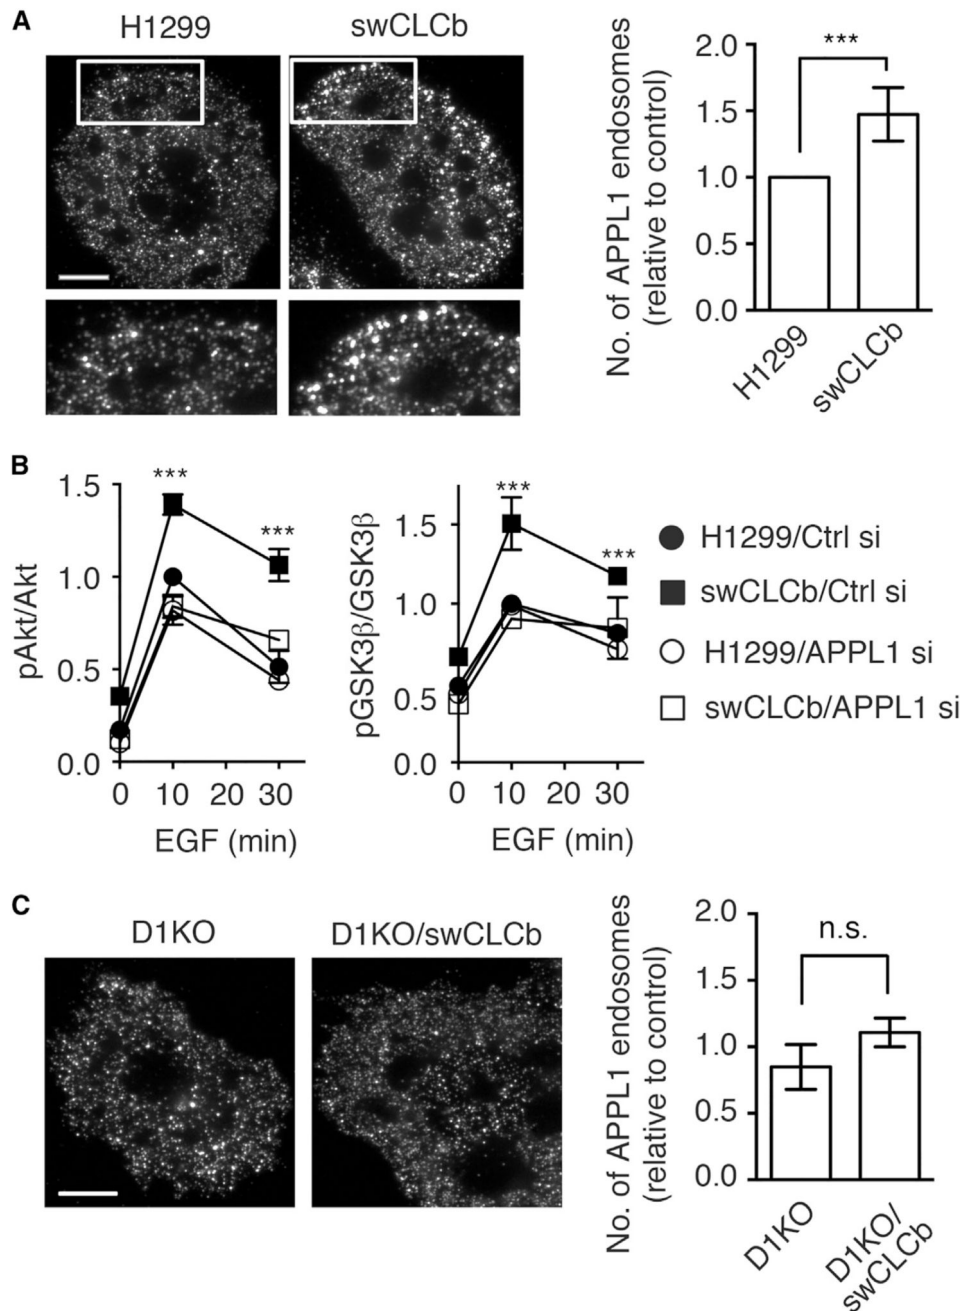 A
H1299
swCLCb
No. of APPL1 endosomes
(relative to control)
2.0
1.5
1.0
0.5
0.0
***
H1299
swCLCb
B
pAkt/Akt
1.5
1.0
0.5
0.0
***
***
0 10 20 30
EGF (min)
pGSK3β/GSK3β
1.5
1.0
0.5
0.0
***
***
0 10 20 30
EGF (min)
H1299/Ctrl si
swCLCb/Ctrl si
H1299/APPL1 si
swCLCb/APPL1 si
C
D1KO
D1KO/swCLCb
No. of APPL1 endosomes
(relative to control)
2.0
1.5
1.0
0.5
0.0
n.s.
D1KO
D1KO/
swCLCb